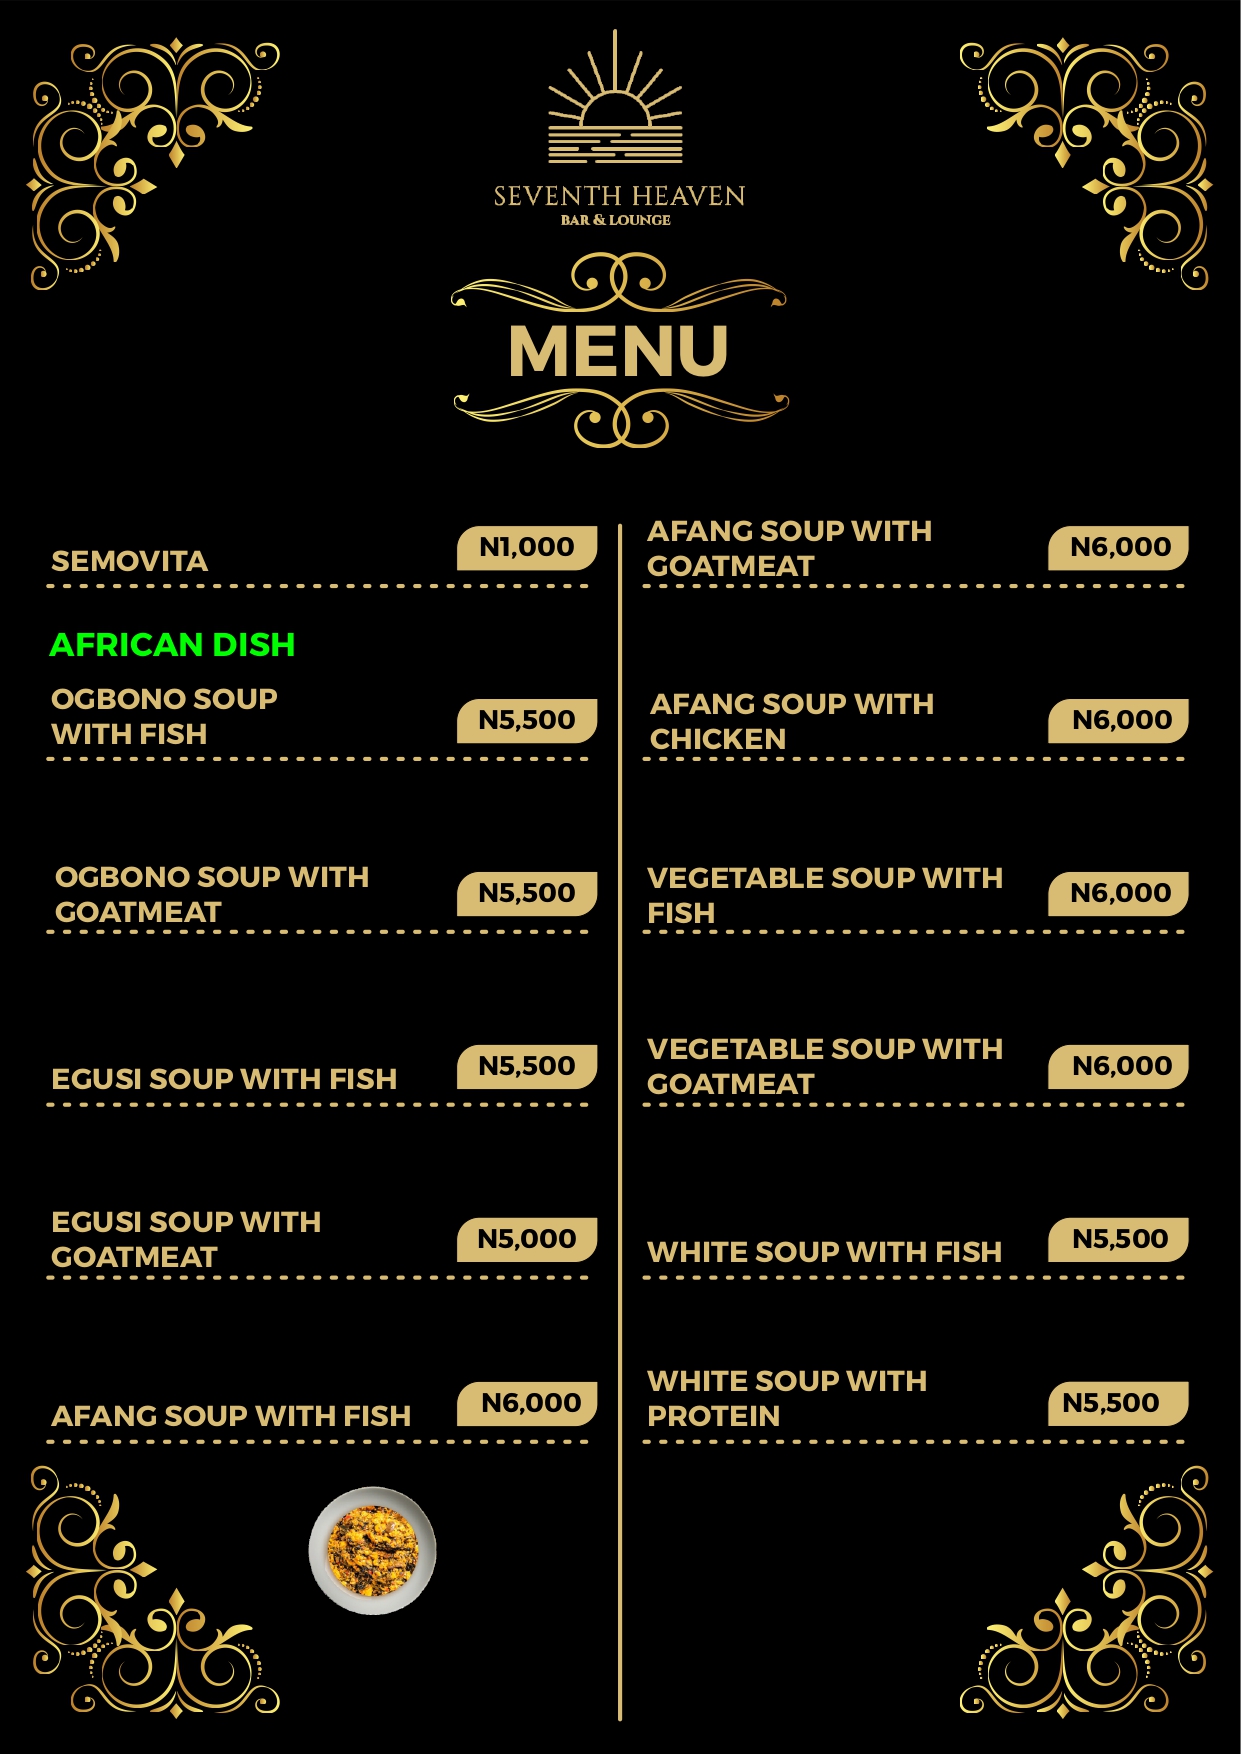 SEVENTH HEAVEN
BAR & LOUNGE
MENU
SEMOVITA
N1,000
AFRICAN DISH
OGBONO SOUP
WITH FISH
N5,500
OGBONO SOUP WITH
GOATMEAT
N5,500
EGUSI SOUP WITH FISH
N5,500
EGUSI SOUP WITH
GOATMEAT
N5,000
AFANG SOUP WITH FISH
N6,000
AFANG SOUP WITH
GOATMEAT
N6,000
AFANG SOUP WITH
CHICKEN
N6,000
VEGETABLE SOUP WITH
FISH
N6,000
VEGETABLE SOUP WITH
GOATMEAT
N6,000
WHITE SOUP WITH FISH
N5,500
WHITE SOUP WITH
PROTEIN
N5,500